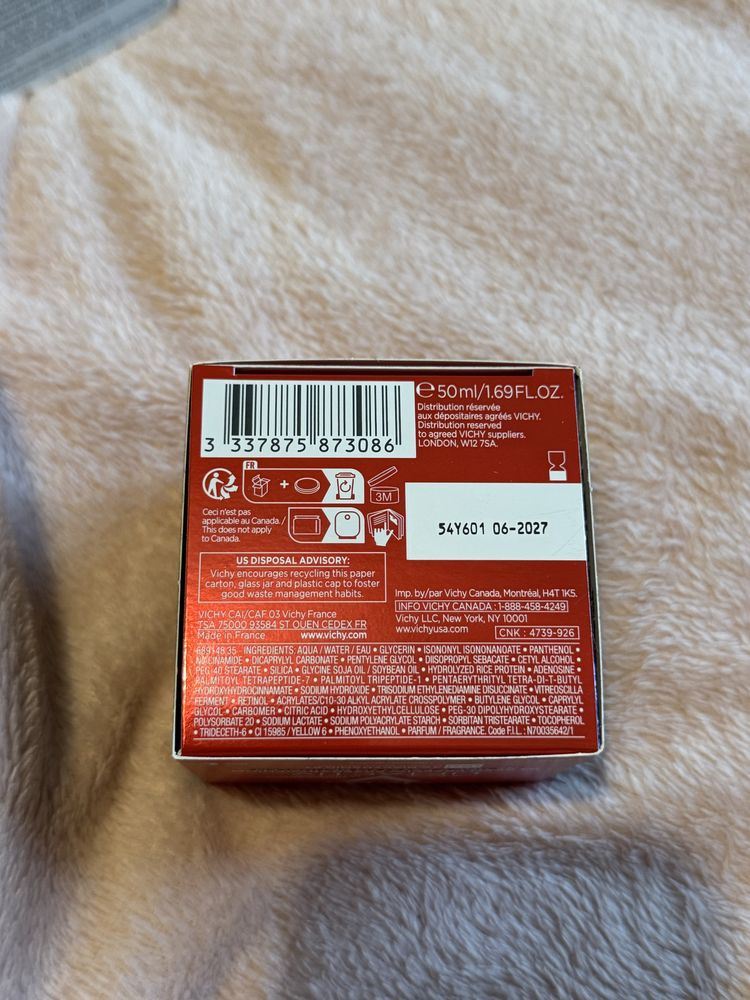 3 337875 873086
℮ 50 ml/1.69 FL.OZ.
Distribution réservée
aux dépositaires agréés VICHY.
Distribution reserved
to agreed VICHY suppliers.
LONDON, W12 7SA.
FR
+
3M
Ceci n'est pas
applicable au Canada. /
This does not apply
to Canada.
54Y601 06-2027
US DISPOSAL ADVISORY:
Vichy encourages recycling this paper
carton, glass jar and plastic cap to foster
good waste management habits.
VICHY CAI/CAF 03 Vichy France
TSA 75000 93584 ST OUEN CEDEX FR
Made in France www.vichy.com
Imp. by/par Vichy Canada, Montréal, H4T 1K5.
INFO VICHY CANADA : 1-888-458-4249
Vichy LLC, New York, NY 10001
www.vichyusa.com
CNK : 4739-926
689148 35 INGREDIENTS: AQUA / WATER / EAU • GLYCERIN • ISONONYL ISONONANOATE • PANTHENOL
• NIACINAMIDE • DICAPRYLYL CARBONATE • PENTYLENE GLYCOL • DIISOPROPYL SEBACATE • CETYL ALCOHOL •
PEG-40 STEARATE • SILICA • GLYCINE SOJA OIL / SOYBEAN OIL • HYDROLYZED RICE PROTEIN • ADENOSINE •
PALMITOYL TETRAPEPTIDE-7 • PALMITOYL TRIPEPTIDE-1 • PENTAERYTHRITYL TETRA-DI-T-BUTYL
HYDROXYHYDROCINNAMATE • SODIUM HYDROXIDE • TRISODIUM ETHYLENEDIAMINE DISUCCINATE • VITREOSCILLA
FERMENT • RETINOL • ACRYLATES/C10-30 ALKYL ACRYLATE CROSSPOLYMER • BUTYLENE GLYCOL • CAPRYLYL
GLYCOL • CARBOMER • CITRIC ACID • HYDROXYETHYLCELLULOSE • PEG-30 DIPOLYHYDROXYSTEARATE •
POLYSORBATE 20 • SODIUM LACTATE • SODIUM POLYACRYLATE STARCH • SORBITAN TRISTEARATE • TOCOPHEROL
• TRIDECETH-6 • CI 15985 / YELLOW 6 • PHENOXYETHANOL • PARFUM / FRAGRANCE. Code F.I.L. : N70035642/1